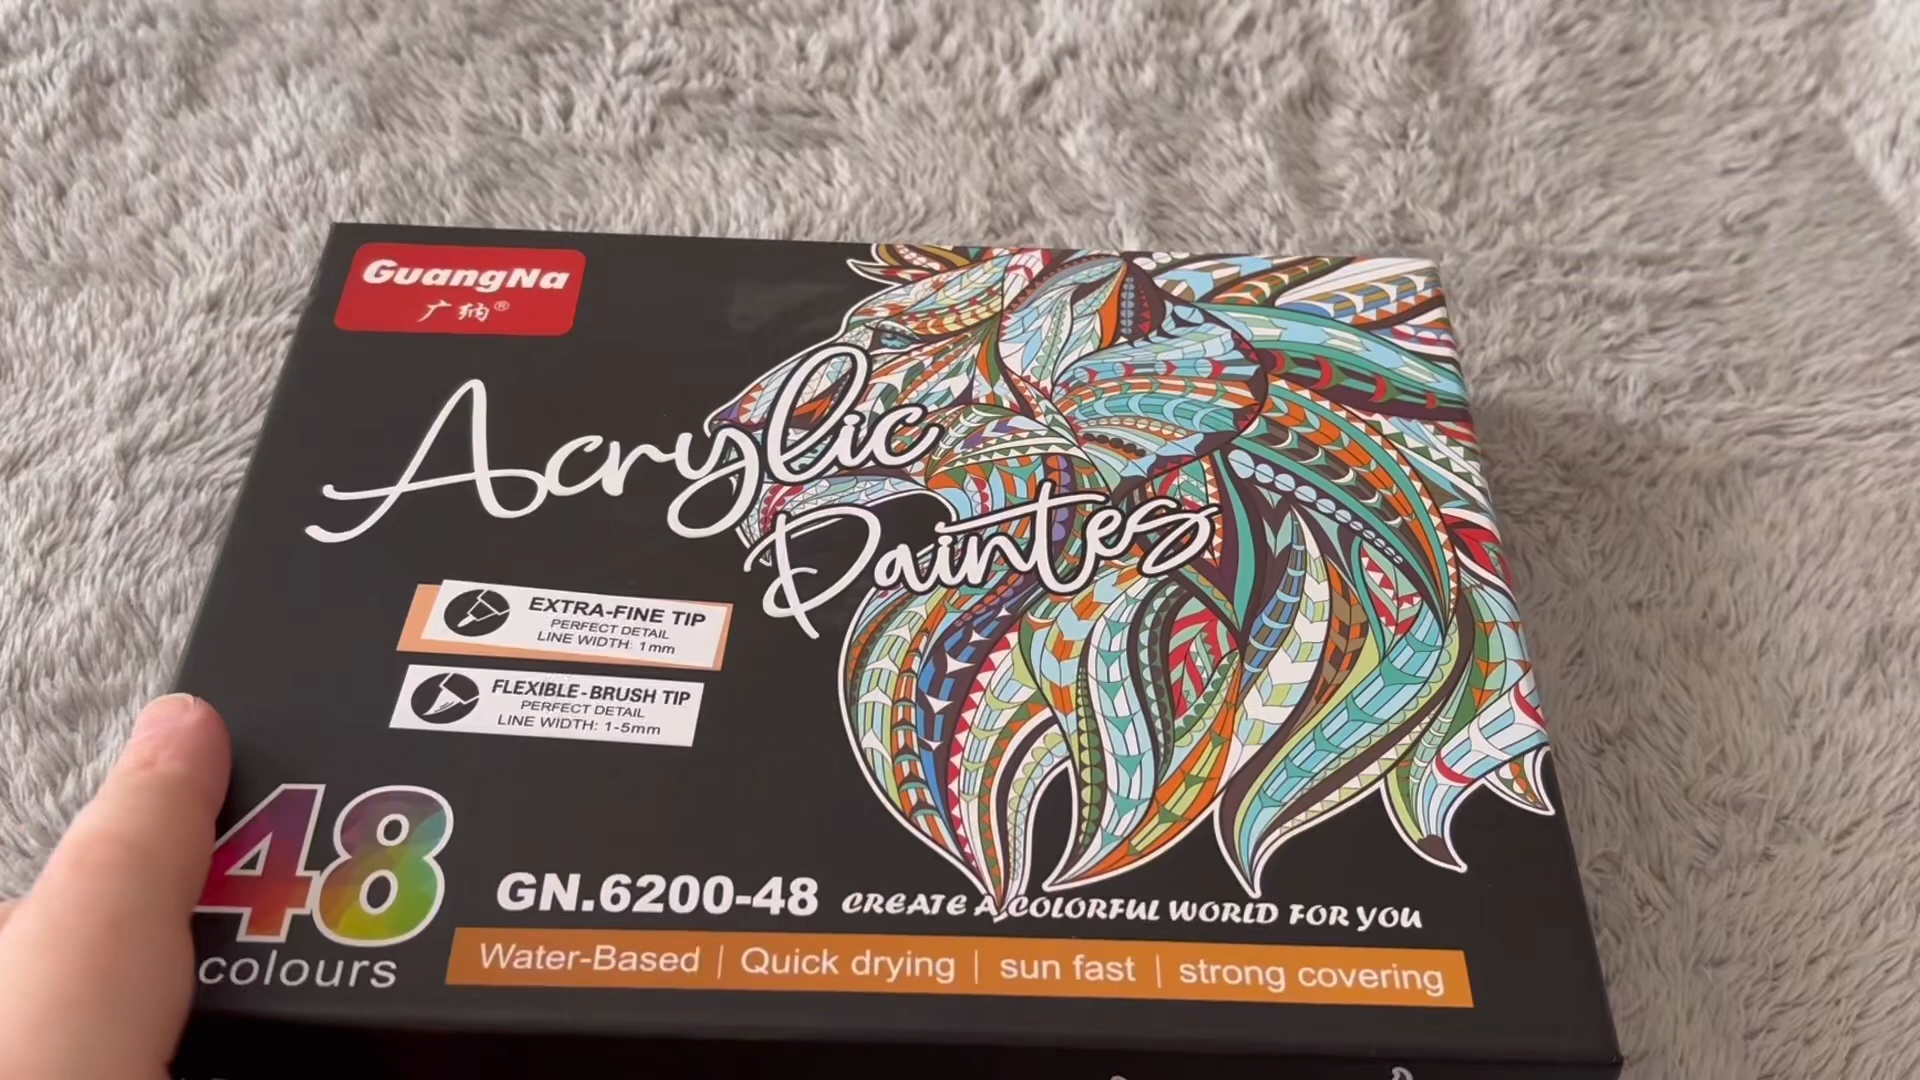 GuangNa
广纳®
Acrylic
Paintes
EXTRA-FINE TIP
PERFECT DETAIL
LINE WIDTH: 1mm
FLEXIBLE-BRUSH TIP
PERFECT DETAIL
LINE WIDTH: 1-5mm
48
colours
GN.6200-48 CREATE A COLORFUL WORLD FOR YOU
Water-Based | Quick drying | sun fast | strong covering